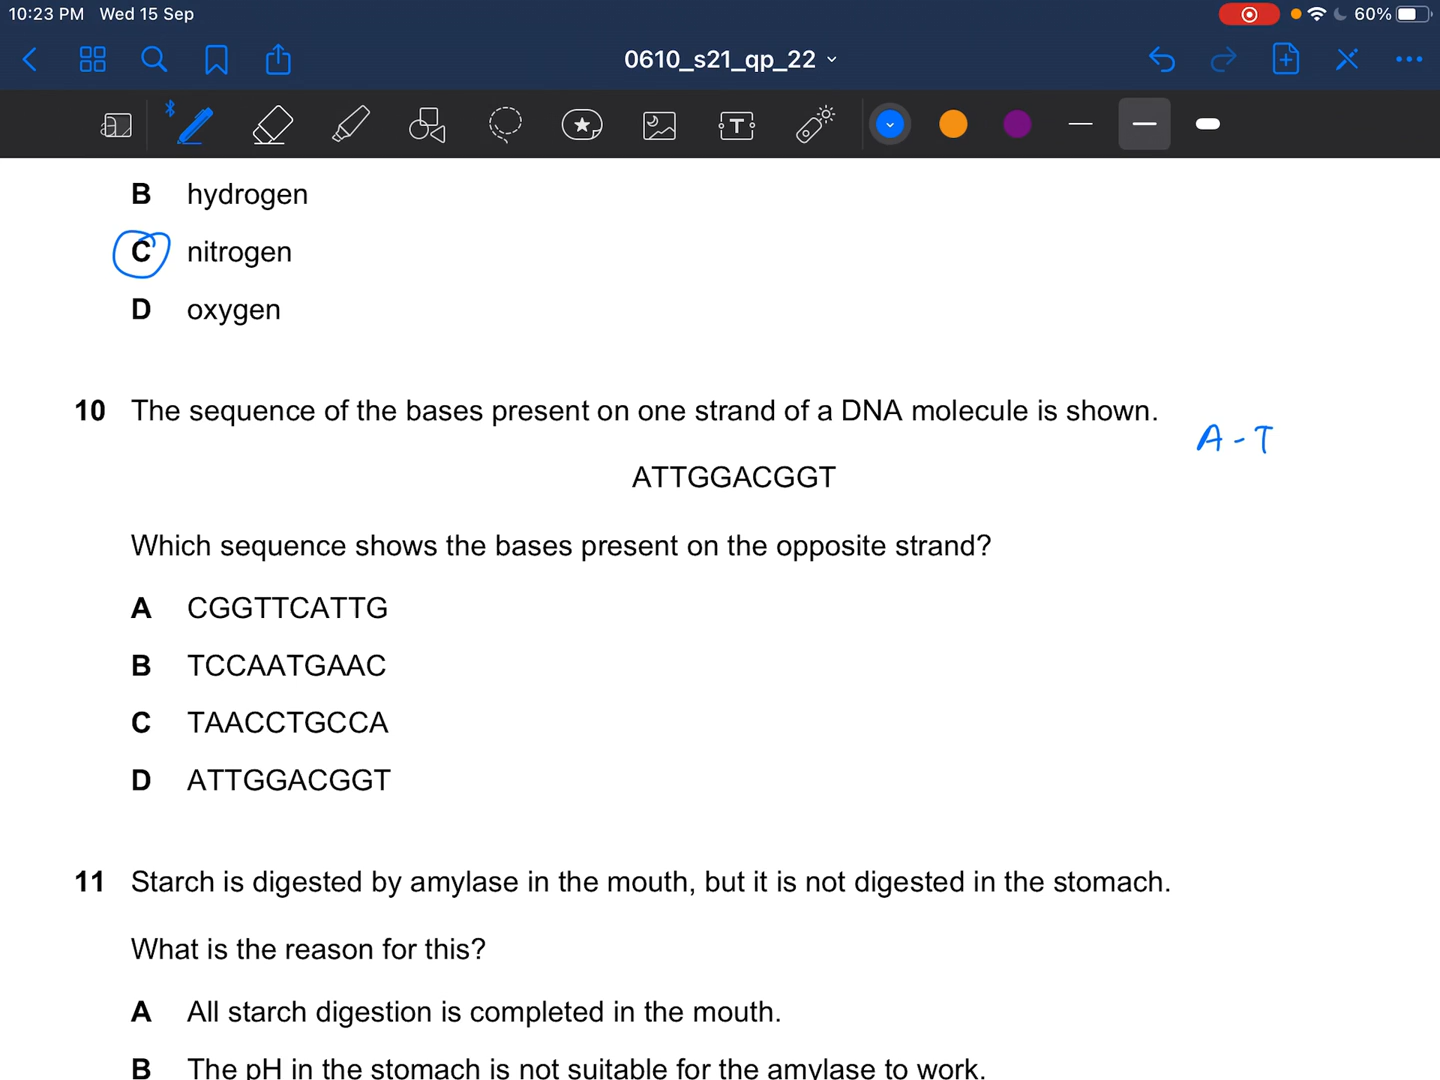 10:23 PM Wed 15 Sep
60%
0610_s21_qp_22
B hydrogen
C nitrogen
D oxygen
10 The sequence of the bases present on one strand of a DNA molecule is shown.
A - T
ATTGGACGGT
Which sequence shows the bases present on the opposite strand?
A CGGTTCATTG
B TCCAATGAAC
C TAACCTGCCA
D ATTGGACGGT
11 Starch is digested by amylase in the mouth, but it is not digested in the stomach.
What is the reason for this?
A All starch digestion is completed in the mouth.
B The pH in the stomach is not suitable for the amylase to work.